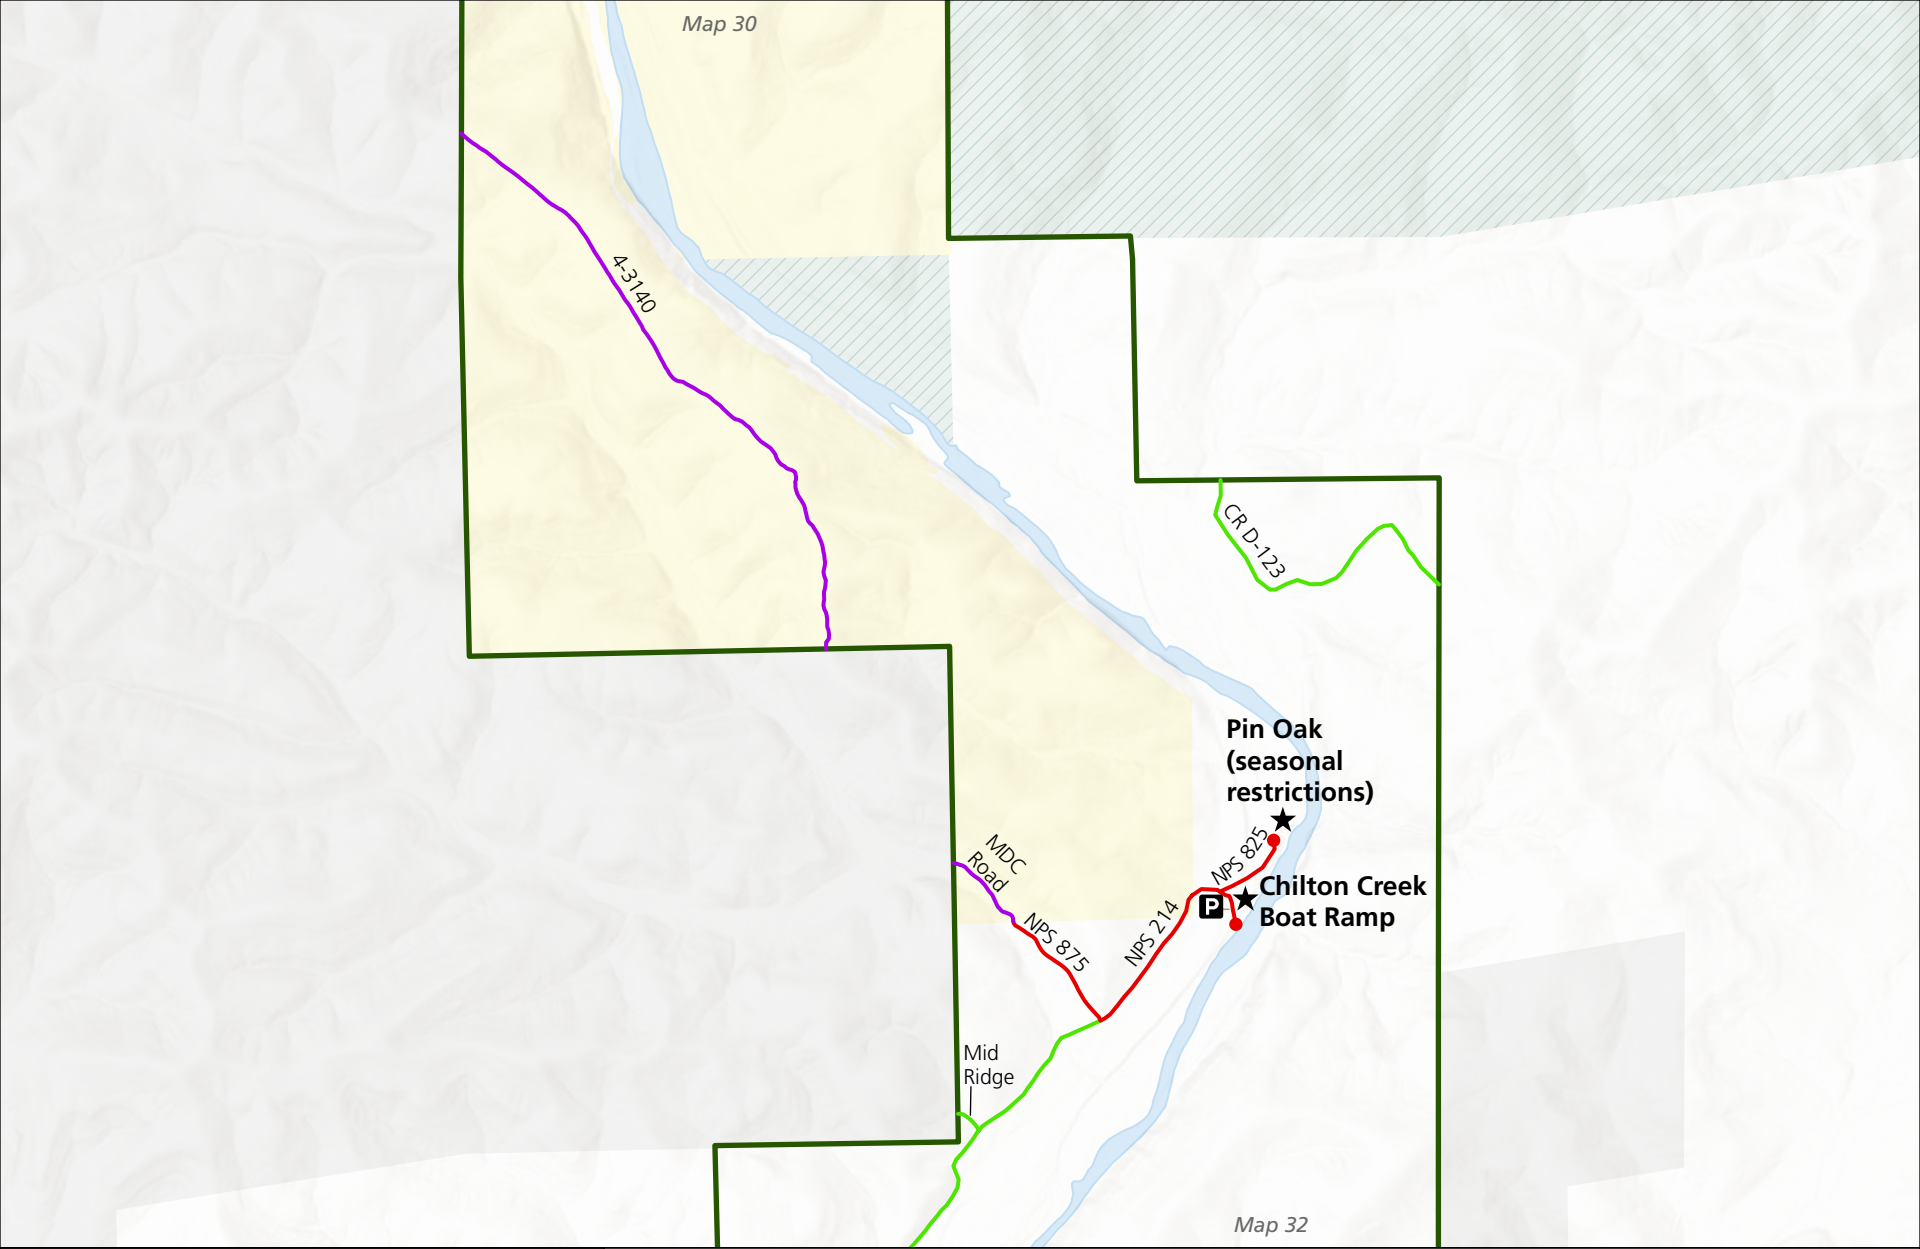 Map 30
4-3140
CR D-123
Pin Oak
(seasonal
restrictions)
NPS 825
MDC
Road
P
Chilton Creek
Boat Ramp
NPS 875
NPS 214
Mid
Ridge
Map 32